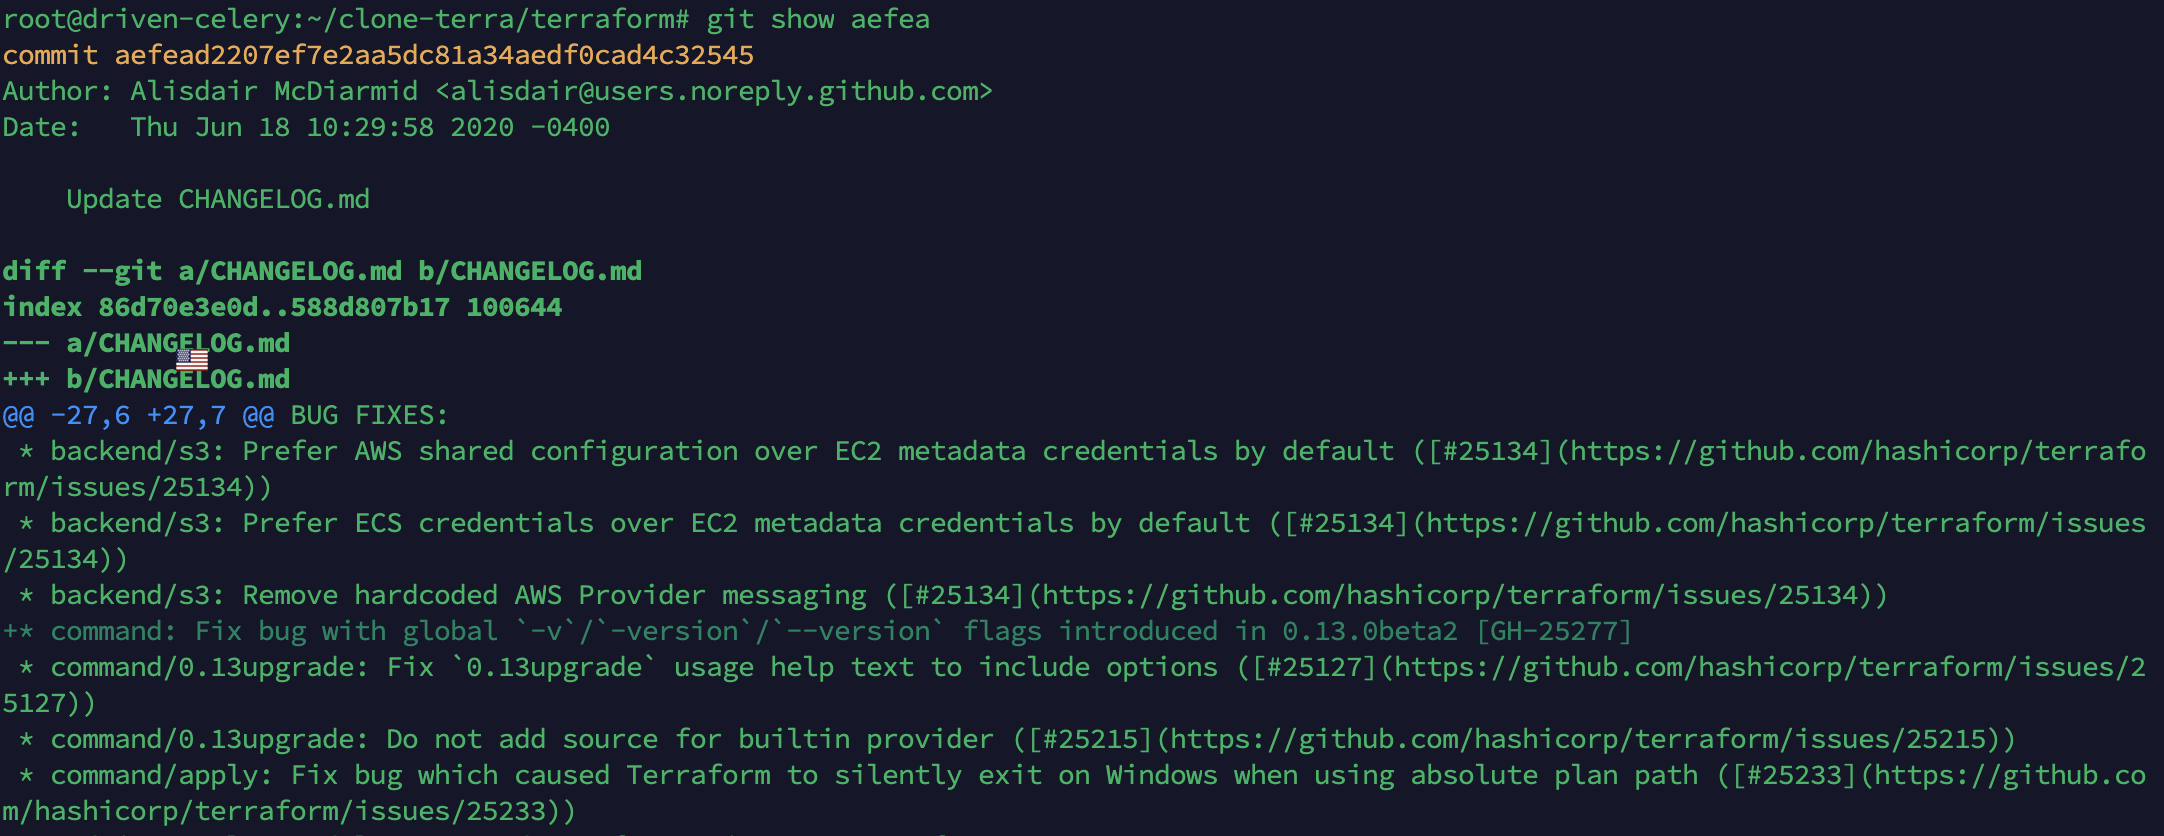 root@driven-celery:~/clone-terra/terraform# git show aefea
commit aefead2207ef7e2aa5dc81a34aedf0cad4c32545
Author: Alisdair McDiarmid <alisdair@users.noreply.github.com>
Date:   Thu Jun 18 10:29:58 2020 -0400
    Update CHANGELOG.md
diff --git a/CHANGELOG.md b/CHANGELOG.md
index 86d70e3e0d..588d807b17 100644
--- a/CHANGELOG.md
+++ b/CHANGELOG.md
@@ -27,6 +27,7 @@ BUG FIXES:
 * backend/s3: Prefer AWS shared configuration over EC2 metadata credentials by default ([#25134](https://github.com/hashicorp/terrafo
rm/issues/25134))
 * backend/s3: Prefer ECS credentials over EC2 metadata credentials by default ([#25134](https://github.com/hashicorp/terraform/issues
/25134))
 * backend/s3: Remove hardcoded AWS Provider messaging ([#25134](https://github.com/hashicorp/terraform/issues/25134))
+* command: Fix bug with global `-v`/`-version`/`--version` flags introduced in 0.13.0beta2 [GH-25277]
 * command/0.13upgrade: Fix `0.13upgrade` usage help text to include options ([#25127](https://github.com/hashicorp/terraform/issues/2
5127))
 * command/0.13upgrade: Do not add source for builtin provider ([#25215](https://github.com/hashicorp/terraform/issues/25215))
 * command/apply: Fix bug which caused Terraform to silently exit on Windows when using absolute plan path ([#25233](https://github.co
m/hashicorp/terraform/issues/25233))